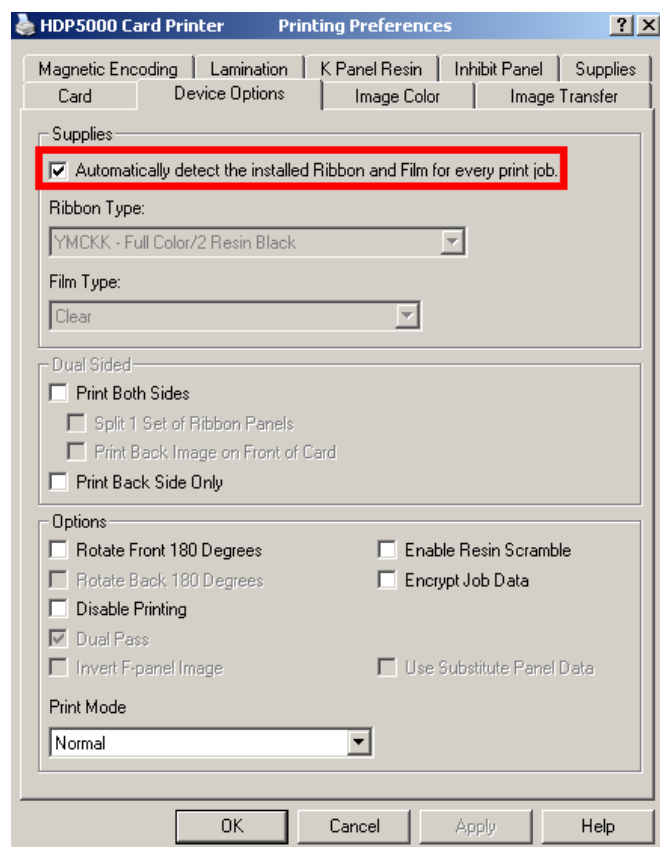 HDP5000 Card Printer Printing Preferences
Magnetic Encoding Lamination K Panel Resin Inhibit Panel Supplies
Card Device Options Image Color Image Transfer
Supplies
Automatically detect the installed Ribbon and Film for every print job.
Ribbon Type:
YMCKK - Full Color/2 Resin Black
Film Type:
Clear
Dual Sided
Print Both Sides
Split 1 Set of Ribbon Panels
Print Back Image on Front of Card
Print Back Side Only
Options
Rotate Front 180 Degrees Enable Resin Scramble
Rotate Back 180 Degrees Encrypt Job Data
Disable Printing
Dual Pass
Invert F-panel Image Use Substitute Panel Data
Print Mode
Normal
OK Cancel Apply Help